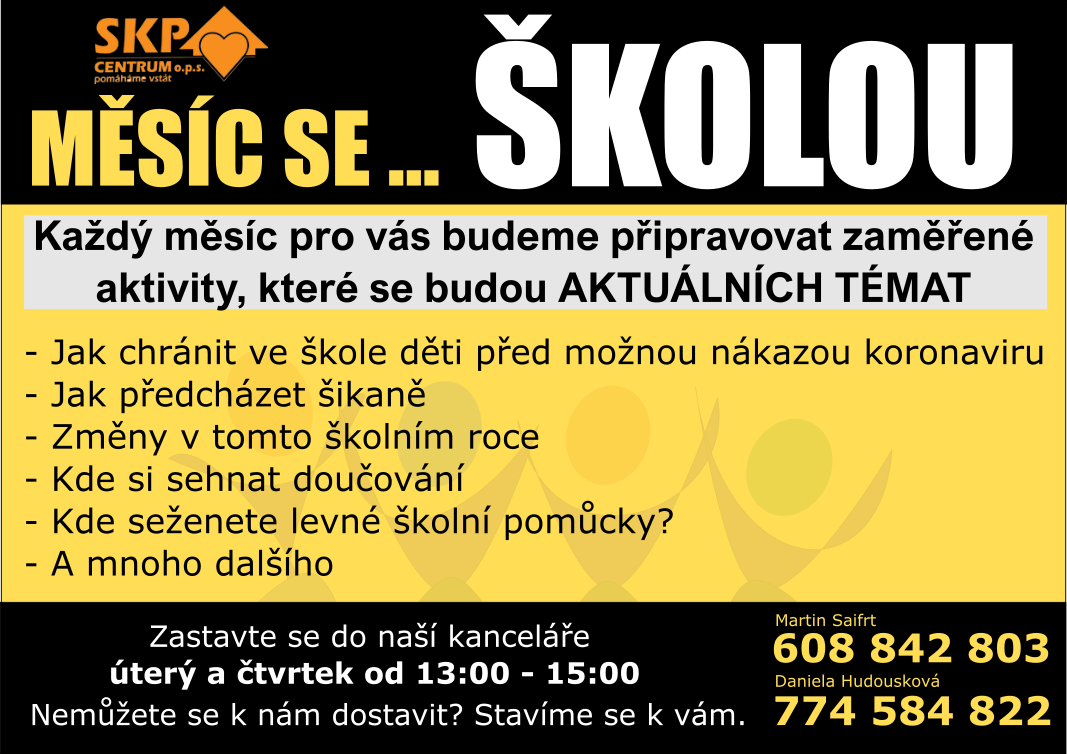 SKP
CENTRUM o.p.s.
pomáháme vstát
MĚSÍC SE ... ŠKOLOU
Každý měsíc pro vás budeme připravovat zaměřené
aktivity, které se budou AKTUÁLNÍCH TÉMAT
- Jak chránit ve škole děti před možnou nákazou koronaviru
- Jak předcházet šikaně
- Změny v tomto školním roce
- Kde si sehnat doučování
- Kde seženete levné školní pomůcky?
- A mnoho dalšího
Zastavte se do naší kanceláře
úterý a čtvrtek od 13:00 - 15:00
Nemůžete se k nám dostavit? Stavíme se k vám.
Martin Saifrt
608 842 803
Daniela Hudousková
774 584 822